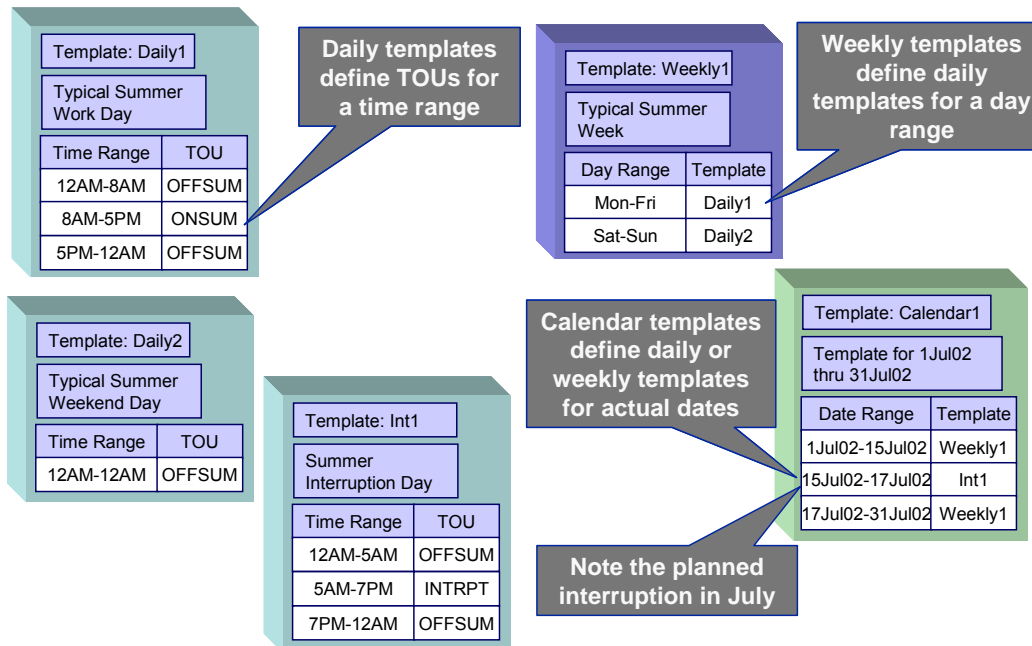 Template: Daily1
Typical Summer
Work Day
Time Range TOU
12AM-8AM OFFSUM
8AM-5PM ONSUM
5PM-12AM OFFSUM
Daily templates
define TOUs for
a time range
Template: Weekly1
Typical Summer
Week
Day Range Template
Mon-Fri Daily1
Sat-Sun Daily2
Weekly templates
define daily
templates for a day
range
Template: Daily2
Typical Summer
Weekend Day
Time Range TOU
12AM-12AM OFFSUM
Template: Int1
Summer
Interruption Day
Time Range TOU
12AM-5AM OFFSUM
5AM-7PM INTRPT
7PM-12AM OFFSUM
Calendar templates
define daily or
weekly templates
for actual dates
Template: Calendar1
Template for 1Jul02
thru 31Jul02
Date Range Template
1Jul02-15Jul02 Weekly1
15Jul02-17Jul02 Int1
17Jul02-31Jul02 Weekly1
Note the planned
interruption in July